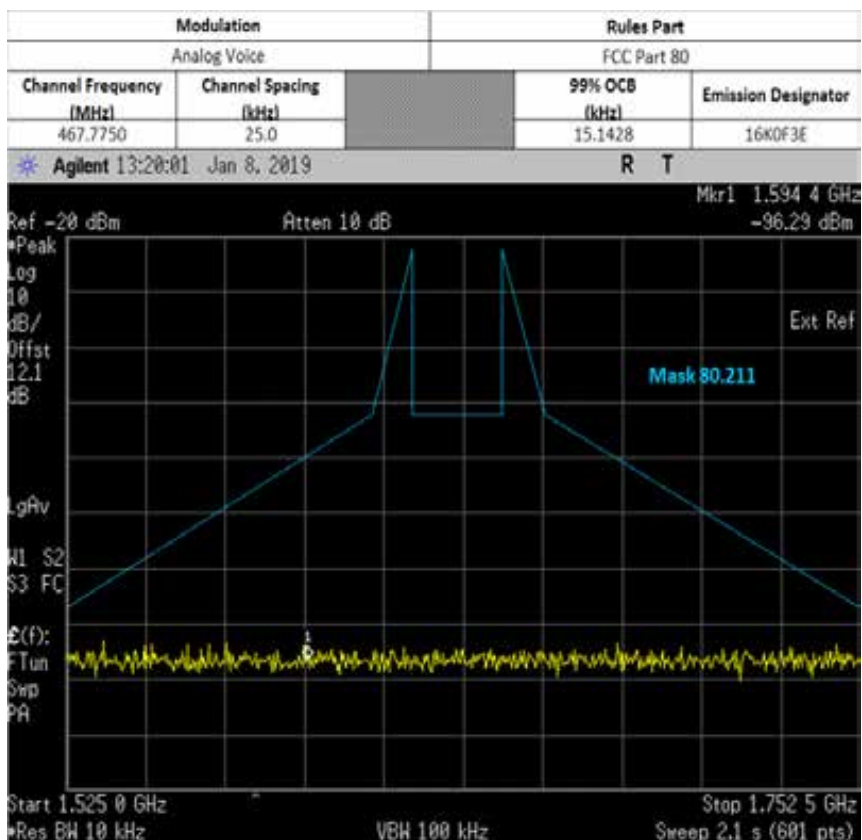 Modulation Rules Part
Analog Voice FCC Part 80
Channel Frequency (MHz) Channel Spacing (kHz) 99% OCB (kHz) Emission Designator
467.7750 25.0 15.1428 16K0F3E
Agilent 13:20:01 Jan 8, 2019 R T
Mkr1 1.594 4 GHz
Ref -20 dBm Atten 10 dB -96.29 dBm
*Peak
Log
10
dB/ Ext Ref
Offst
12.1 Mask 80.211
dB
LgAv
W1 S2
S3 FC
£(f): 1
FTun
Swp
PA
Start 1.525 0 GHz Stop 1.752 5 GHz
*Res BW 10 kHz VBW 100 kHz Sweep 2.1 s (601 pts)